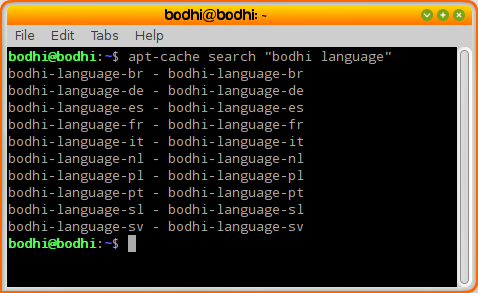 bodhi@bodhi: ~
File Edit Tabs Help
bodhi@bodhi:~$ apt-cache search "bodhi language"
bodhi-language-br - bodhi-language-br
bodhi-language-de - bodhi-language-de
bodhi-language-es - bodhi-language-es
bodhi-language-fr - bodhi-language-fr
bodhi-language-it - bodhi-language-it
bodhi-language-nl - bodhi-language-nl
bodhi-language-pl - bodhi-language-pl
bodhi-language-pt - bodhi-language-pt
bodhi-language-sl - bodhi-language-sl
bodhi-language-sv - bodhi-language-sv
bodhi@bodhi:~$